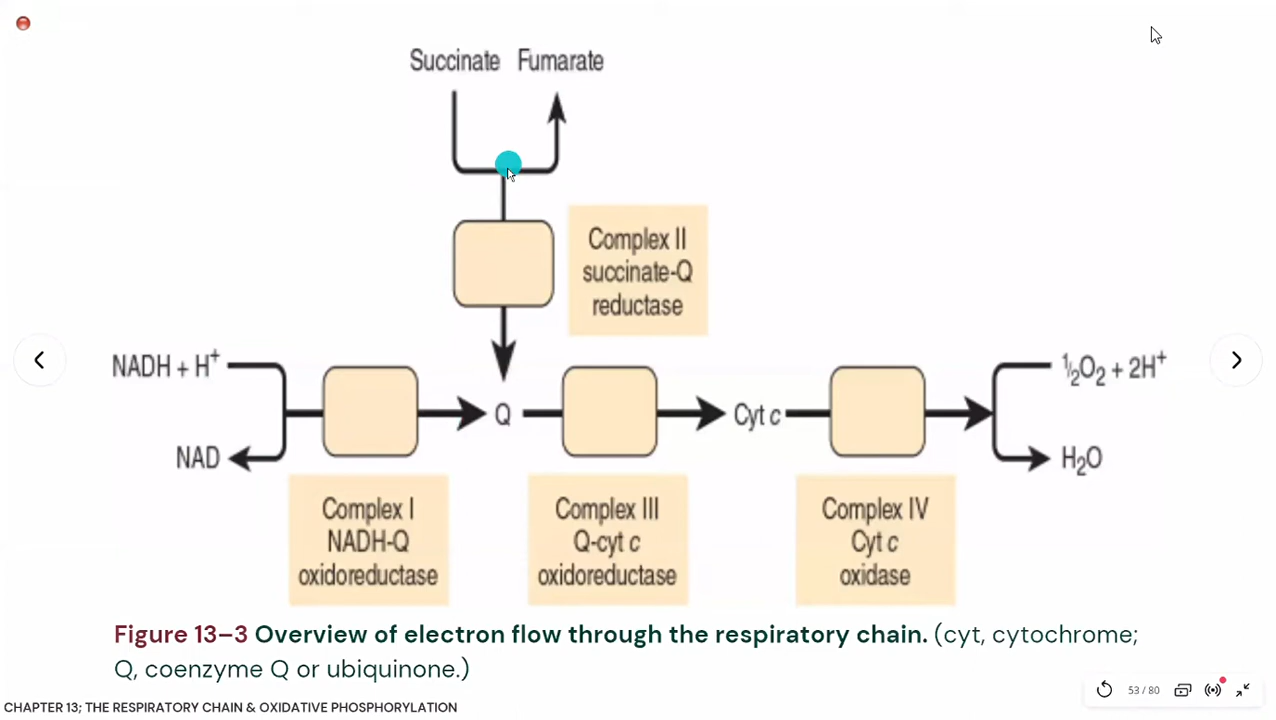 Succinate Fumarate
Complex II
succinate-Q
reductase
NADH + H⁺
½O₂ + 2H⁺
Q
Cyt c
NAD
H₂O
Complex I
NADH-Q
oxidoreductase
Complex III
Q-cyt c
oxidoreductase
Complex IV
Cyt c
oxidase
Figure 13–3 Overview of electron flow through the respiratory chain. (cyt, cytochrome;
Q, coenzyme Q or ubiquinone.)
53 / 80
CHAPTER 13; THE RESPIRATORY CHAIN & OXIDATIVE PHOSPHORYLATION